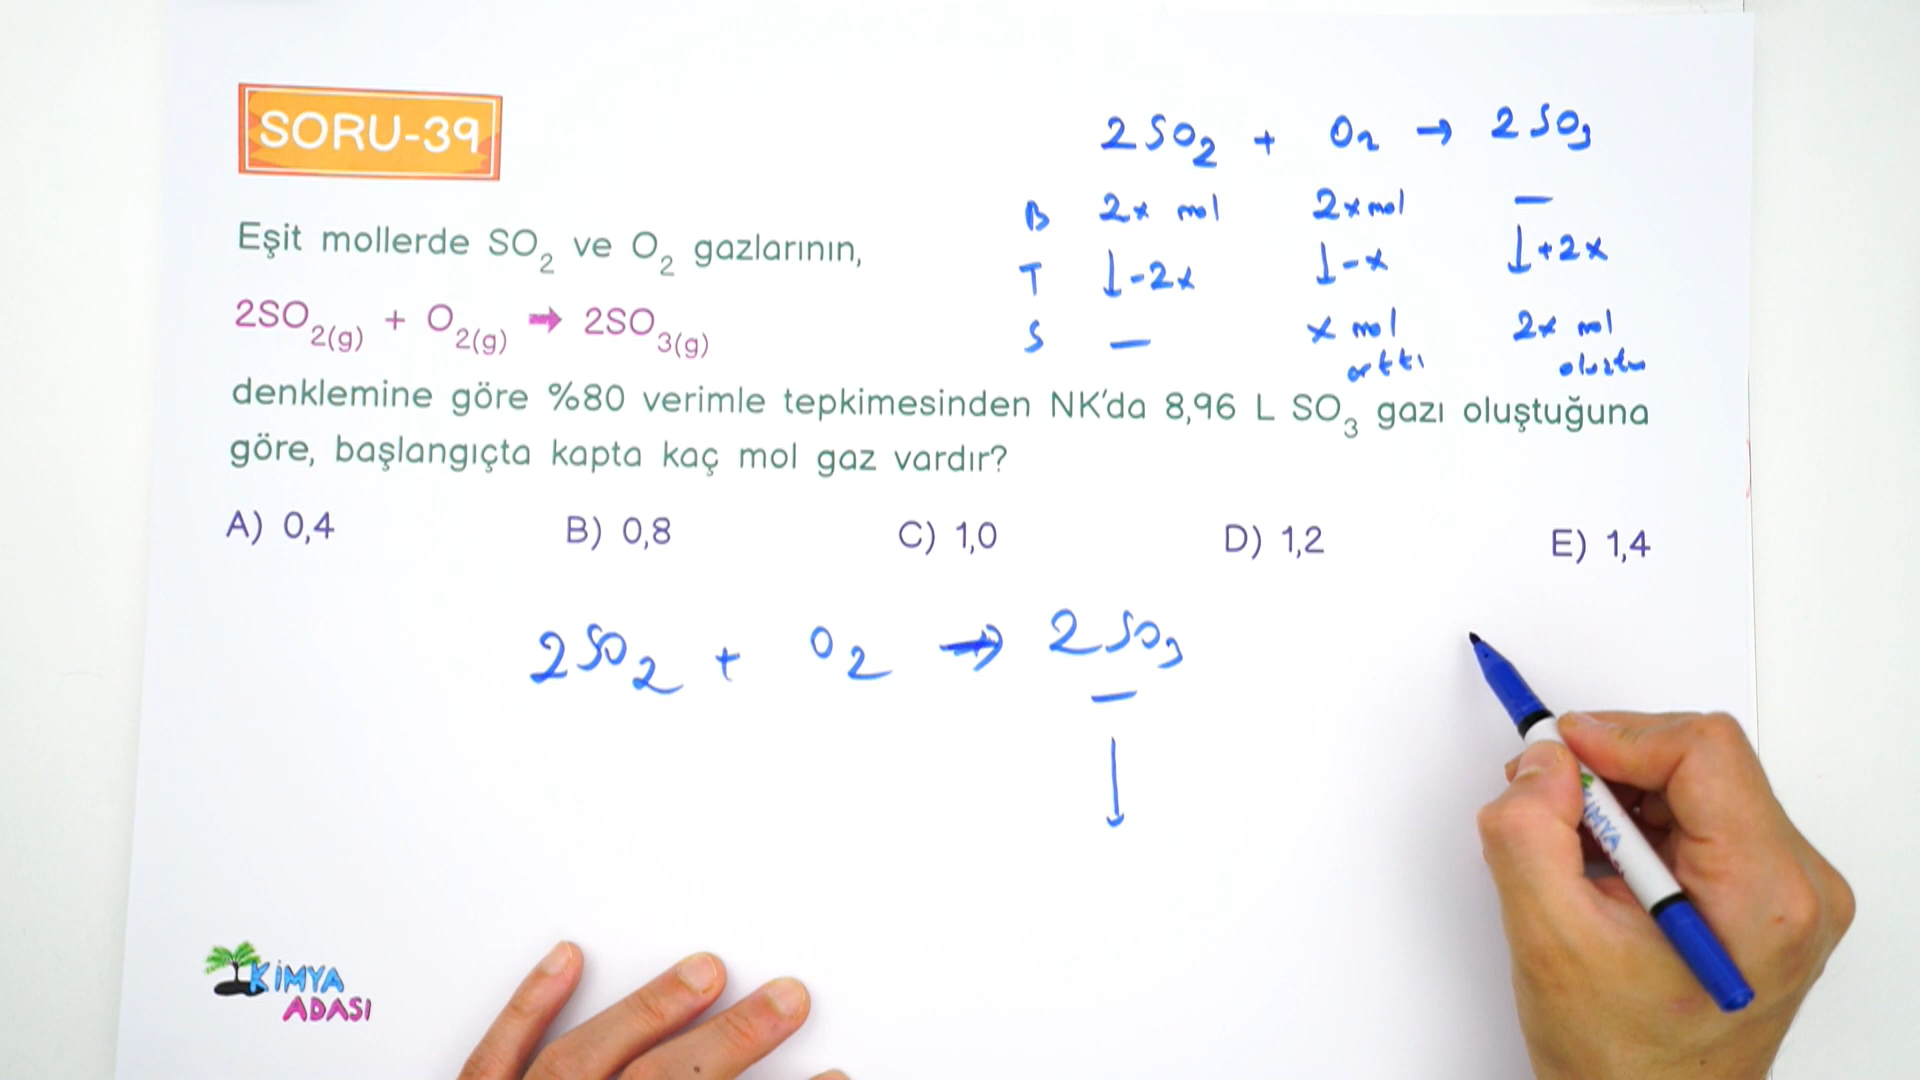 SORU-39
2SO₂ + O₂ → 2SO₃
B 2x mol 2x mol —
T ↓-2x ↓-x ↓+2x
S — x mol arttı 2x mol oluştu
Eşit mollerde SO₂ ve O₂ gazlarının,
2SO₂(g) + O₂(g) → 2SO₃(g)
denklemine göre %80 verimle tepkimesinden NK'da 8,96 L SO₃ gazı oluştuğuna
göre, başlangıçta kapta kaç mol gaz vardır?
A) 0,4 B) 0,8 C) 1,0 D) 1,2 E) 1,4
2SO₂ + O₂ → 2SO₃
—
↓
KİMYA
ADASI
KİMYA